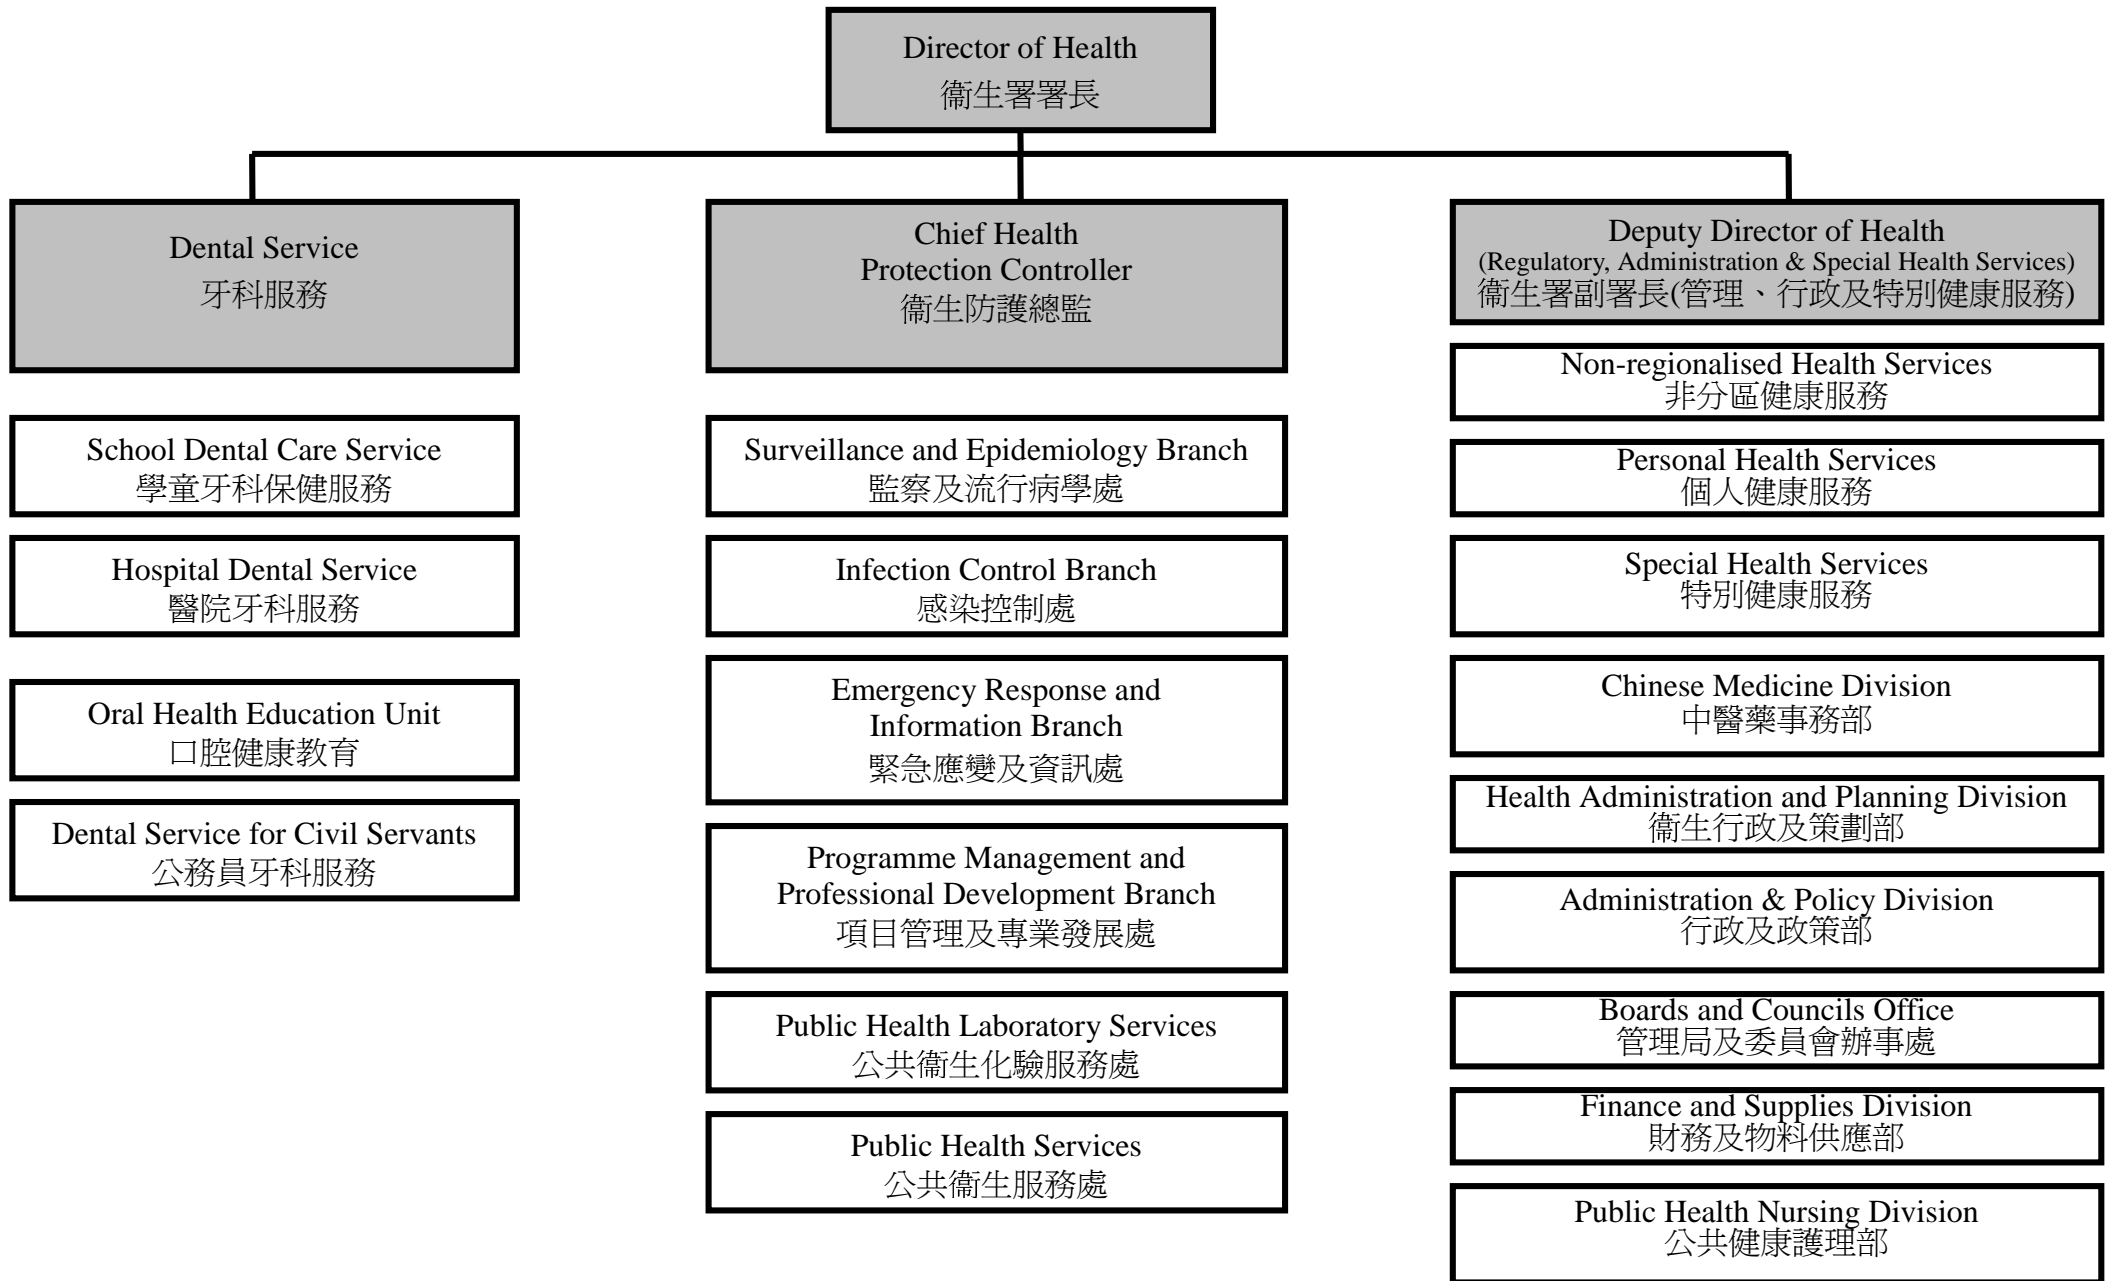 Director of Health
衞生署署長
Dental Service
牙科服務
Chief Health
Protection Controller
衞生防護總監
Deputy Director of Health
(Regulatory, Administration & Special Health Services)
衞生署副署長(管理、行政及特別健康服務)
School Dental Care Service
學童牙科保健服務
Hospital Dental Service
醫院牙科服務
Oral Health Education Unit
口腔健康教育
Dental Service for Civil Servants
公務員牙科服務
Surveillance and Epidemiology Branch
監察及流行病學處
Infection Control Branch
感染控制處
Emergency Response and
Information Branch
緊急應變及資訊處
Programme Management and
Professional Development Branch
項目管理及專業發展處
Public Health Laboratory Services
公共衞生化驗服務處
Public Health Services
公共衞生服務處
Non-regionalised Health Services
非分區健康服務
Personal Health Services
個人健康服務
Special Health Services
特別健康服務
Chinese Medicine Division
中醫藥事務部
Health Administration and Planning Division
衞生行政及策劃部
Administration & Policy Division
行政及政策部
Boards and Councils Office
管理局及委員會辦事處
Finance and Supplies Division
財務及物料供應部
Public Health Nursing Division
公共健康護理部